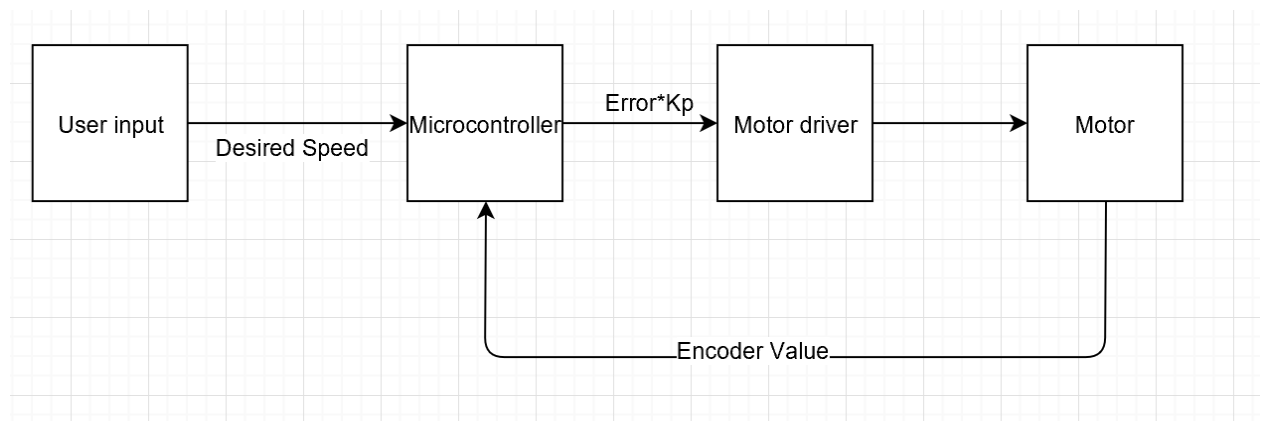 User input
Desired Speed
Microcontroller
Error*Kp
Motor driver
Motor
Encoder Value